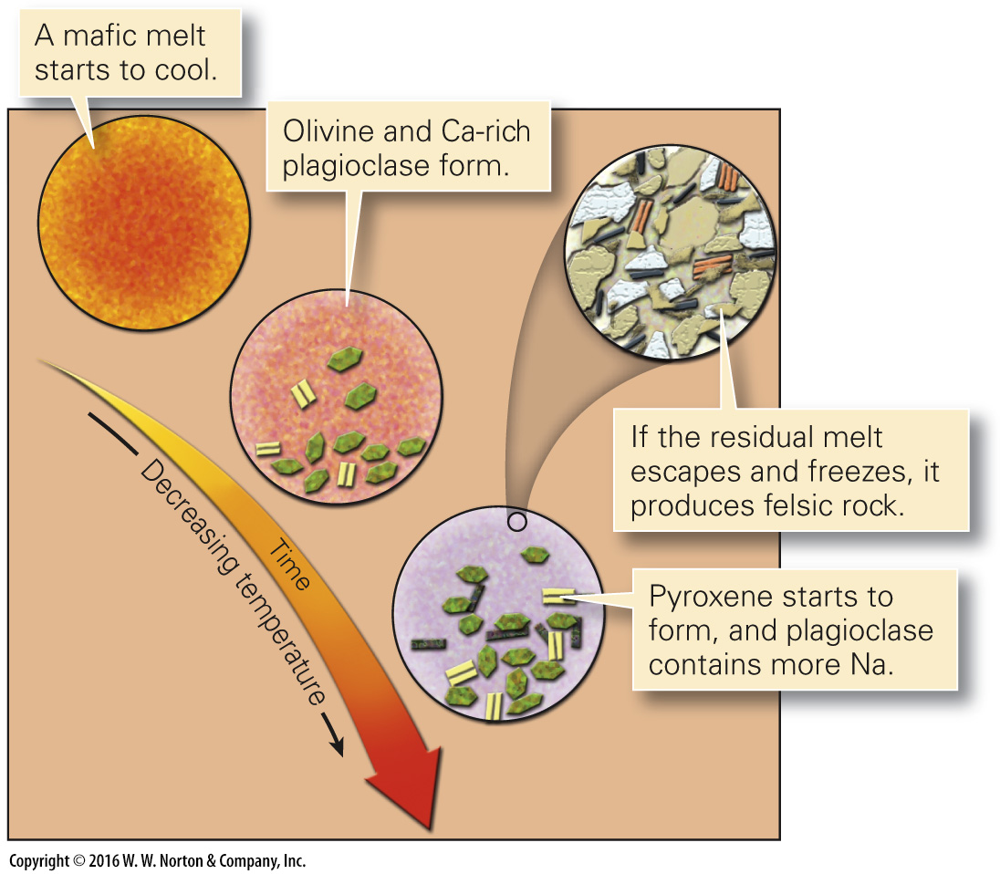 A mafic melt
starts to cool.
Olivine and Ca-rich
plagioclase form.
If the residual melt
escapes and freezes, it
produces felsic rock.
Pyroxene starts to
form, and plagioclase
contains more Na.
Time
Decreasing temperature
Copyright © 2016 W. W. Norton & Company, Inc.